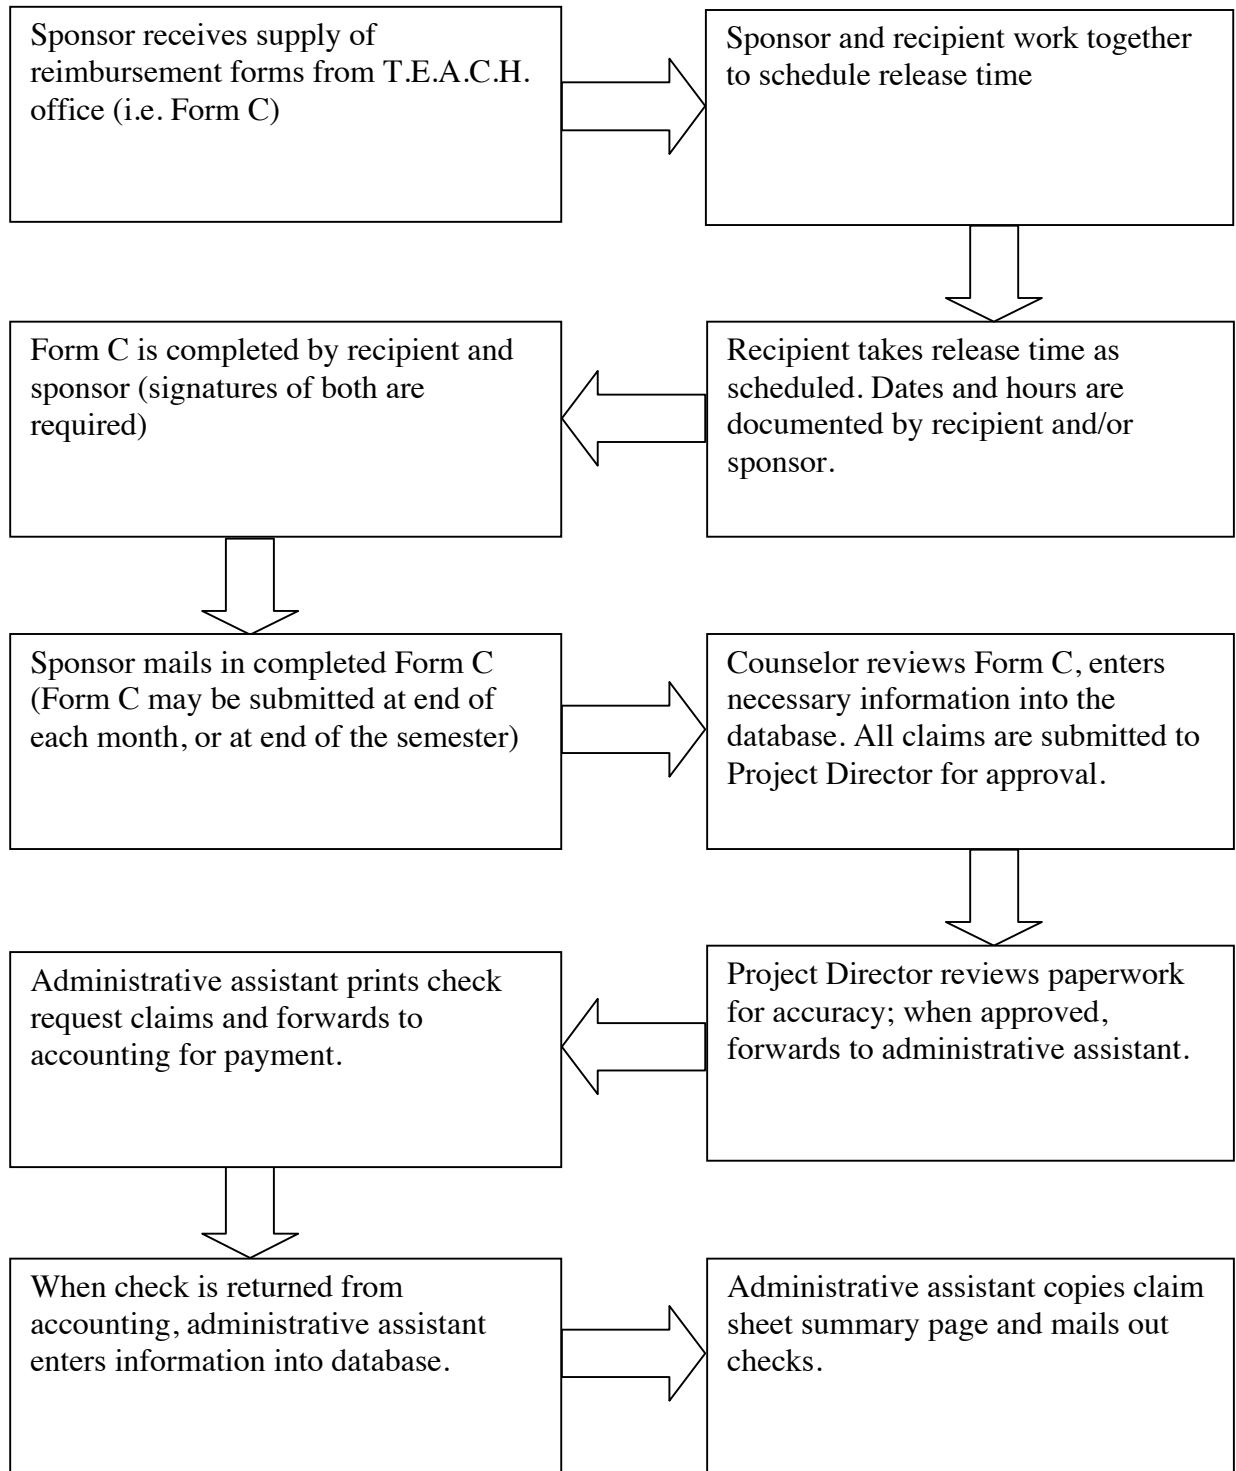 Sponsor receives supply of
reimbursement forms from T.E.A.C.H.
office (i.e. Form C)
Sponsor and recipient work together
to schedule release time
Recipient takes release time as
scheduled. Dates and hours are
documented by recipient and/or
sponsor.
Form C is completed by recipient and
sponsor (signatures of both are
required)
Sponsor mails in completed Form C
(Form C may be submitted at end of
each month, or at end of the semester)
Counselor reviews Form C, enters
necessary information into the
database. All claims are submitted to
Project Director for approval.
Project Director reviews paperwork
for accuracy; when approved,
forwards to administrative assistant.
Administrative assistant prints check
request claims and forwards to
accounting for payment.
When check is returned from
accounting, administrative assistant
enters information into database.
Administrative assistant copies claim
sheet summary page and mails out
checks.